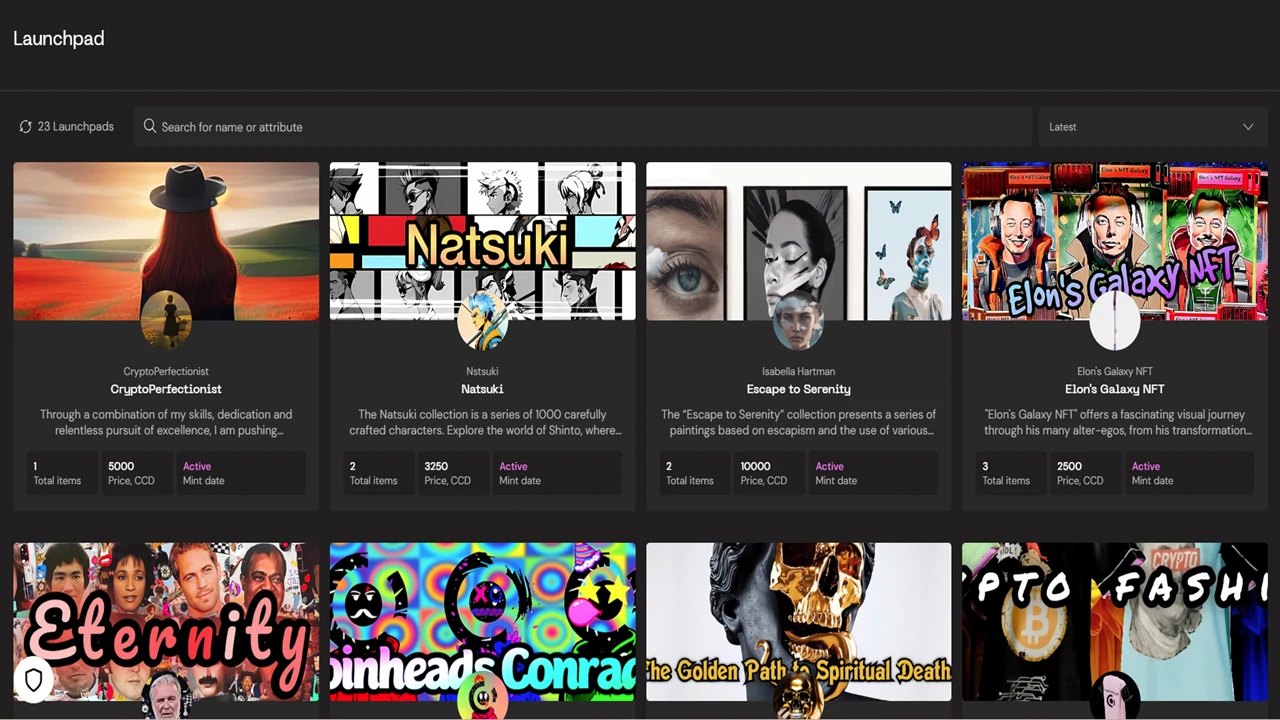 Launchpad
23 Launchpads
Search for name or attribute
Latest
Natsuki
Elon's Galaxy NFT
Elon's Galaxy NFT
Elon's Galaxy NFT
CryptoPerfectionist
CryptoPerfectionist
Through a combination of my skills, dedication and
relentless pursuit of excellence, I am pushing...
1
Total items
5000
Price, CCD
Active
Mint date
Nstsuki
Natsuki
The Natsuki collection is a series of 1000 carefully
crafted characters. Explore the world of Shinto, where...
2
Total items
3250
Price, CCD
Active
Mint date
Isabella Hartman
Escape to Serenity
The “Escape to Serenity” collection presents a series of
paintings based on escapism and the use of various...
2
Total items
10000
Price, CCD
Active
Mint date
Elon's Galaxy NFT
Elon's Galaxy NFT
"Elon's Galaxy NFT" offers a fascinating visual journey
through his many alter-egos, from his transformation...
3
Total items
2500
Price, CCD
Active
Mint date
Eternity
oinheads Conrad
The Golden Path to Spiritual Death
CRYPTO
PTO FASHI